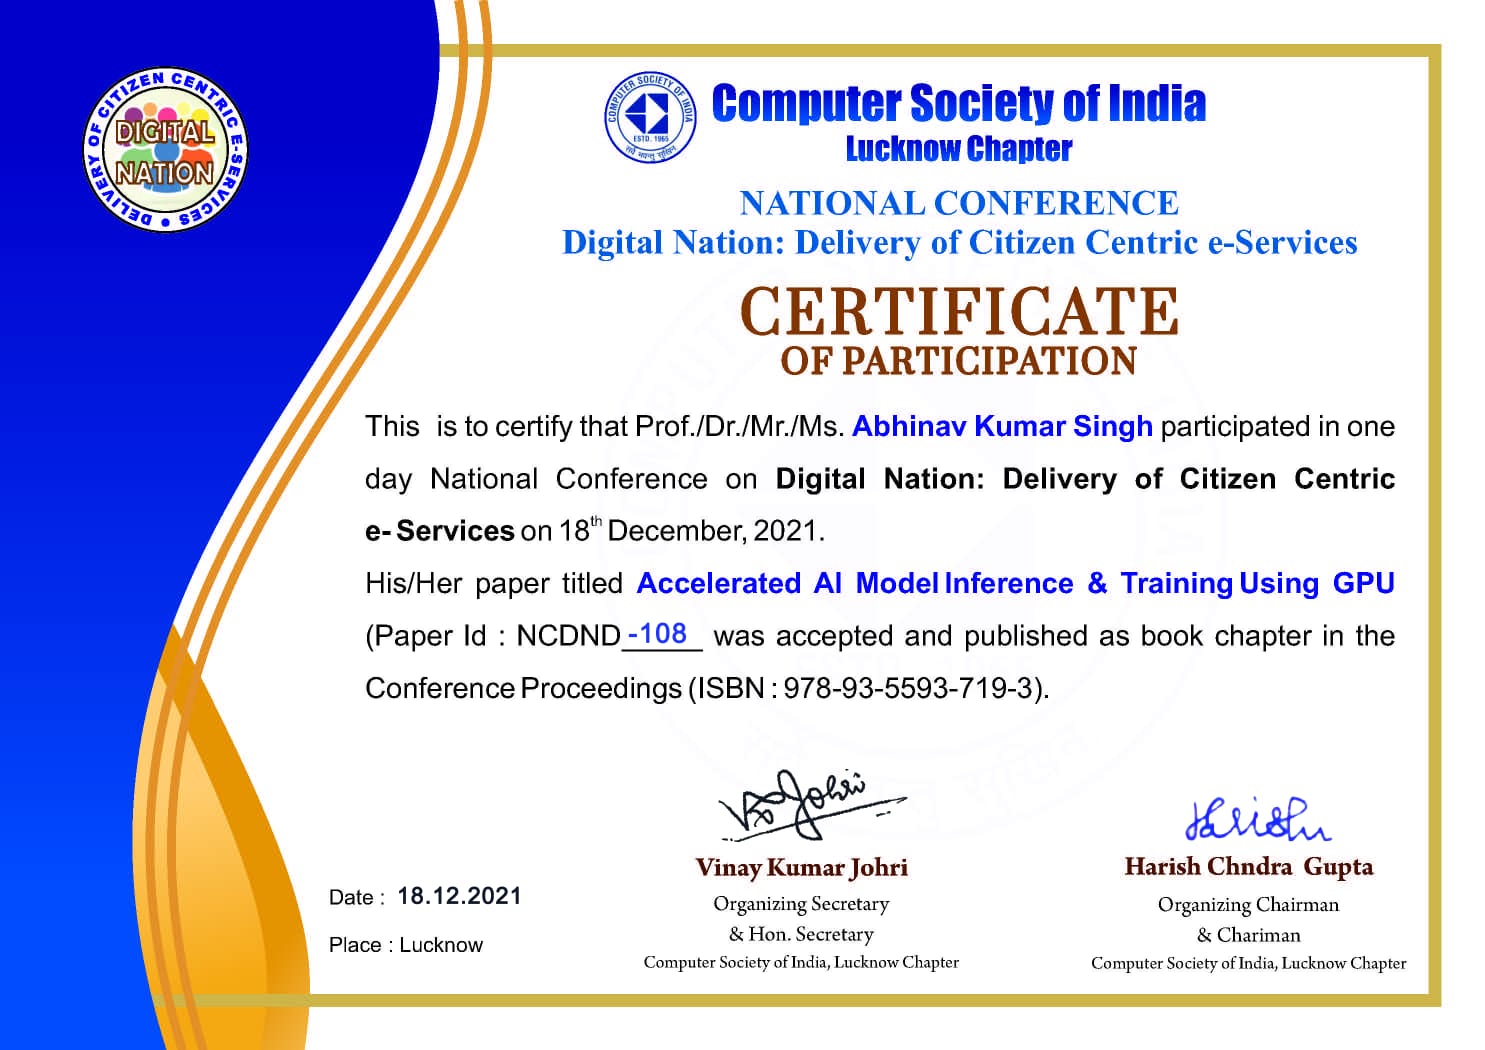 DELIVERY OF CITIZEN CENTRIC E-SERVICES
DIGITAL
NATION
COMPUTER SOCIETY OF INDIA
ESTD. 1965
सर्वे भवन्तु सुखिन
Computer Society of India
Lucknow Chapter
NATIONAL CONFERENCE
Digital Nation: Delivery of Citizen Centric e-Services
CERTIFICATE
OF PARTICIPATION
This is to certify that Prof./Dr./Mr./Ms. Abhinav Kumar Singh participated in one
day National Conference on Digital Nation: Delivery of Citizen Centric
e- Services on 18th December, 2021.
His/Her paper titled Accelerated AI Model Inference & Training Using GPU
(Paper Id : NCDND -108 was accepted and published as book chapter in the
Conference Proceedings (ISBN : 978-93-5593-719-3).
Johri
Harish
Vinay Kumar Johri
Organizing Secretary
& Hon. Secretary
Computer Society of India, Lucknow Chapter
Harish Chndra Gupta
Organizing Chairman
& Chariman
Computer Society of India, Lucknow Chapter
Date : 18.12.2021
Place : Lucknow